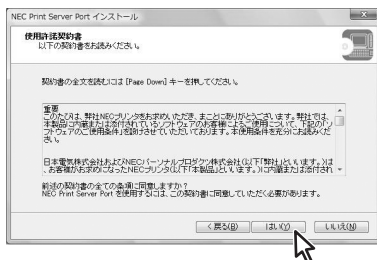 NEC Print Server Port インストール
使用許諾契約書
以下の契約書をお読みください。
契約書の全文を読むには [Page Down] キーを押してください。
重要
このたびは、弊社NECプリンタをお求めいただき、まことにありがとうございます。弊社では、
本製品に内蔵または添付されているソフトウェアのお客様によるご使用について、下記の「ソ
フトウェアのご使用条件」を設けさせていただいております。本使用条件を充分にお読みくだ
さい。
日本電気株式会社およびNECパーソナルプロダクツ株式会社(以下「弊社」といいます。)は
、お客様がお求めになったNECプリンタ(以下「本製品」といいます。)に内蔵または添付され
前述の契約書の全ての条項に同意しますか?
NEC Print Server Port を使用するには、この契約書に同意していただく必要があります。
< 戻る(B)
はい(Y)
いいえ(N)